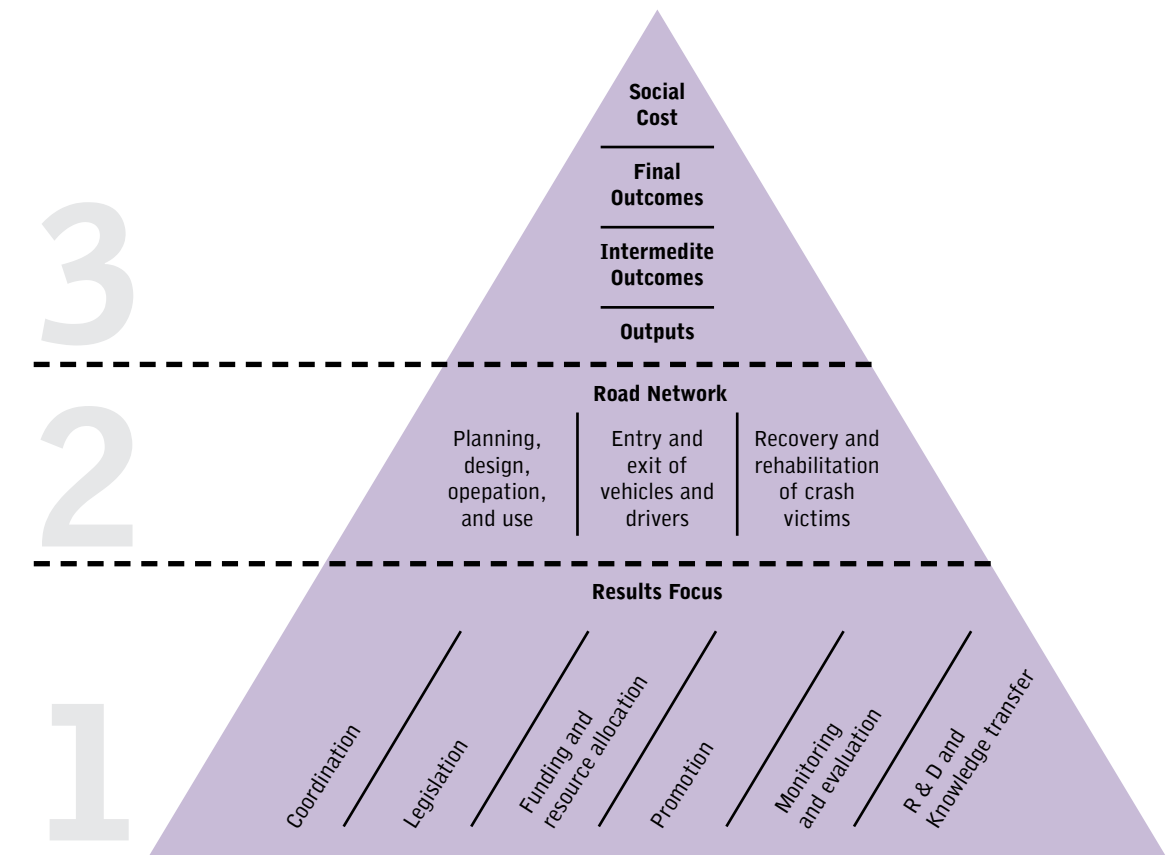 3
Social
Cost
Final
Outcomes
Intermedite
Outcomes
Outputs
2
Road Network
Planning,
design,
opepation,
and use
Entry and
exit of
vehicles and
drivers
Recovery and
rehabilitation
of crash
victims
1
Results Focus
Coordination
Legislation
Funding and
resource allocation
Promotion
Monitoring
and evaluation
R & D and
Knowledge transfer